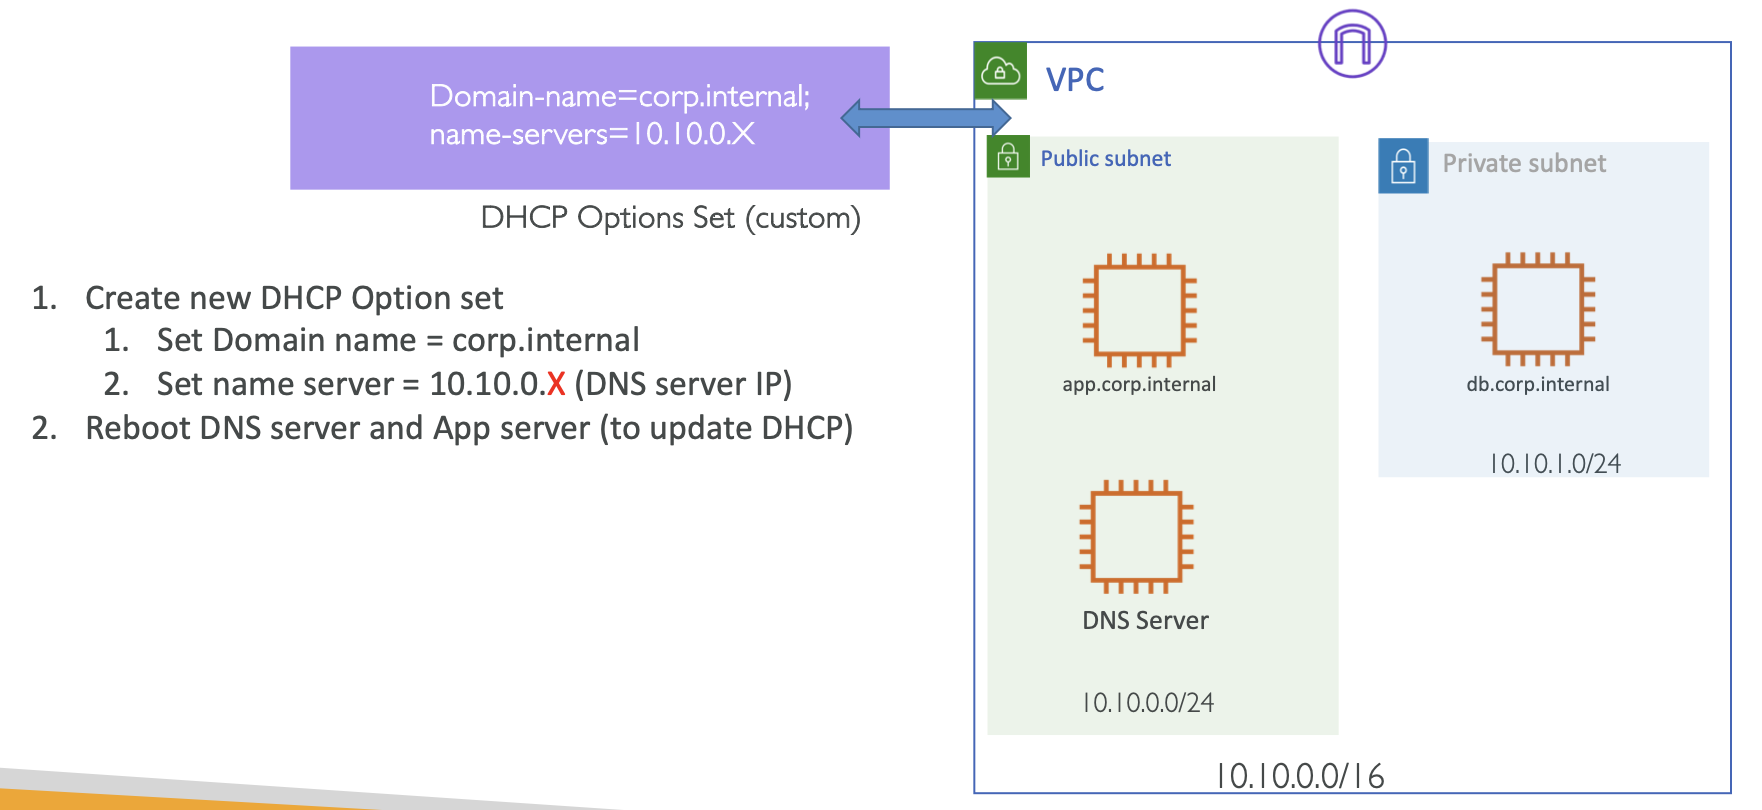 Domain-name=corp.internal;
name-servers=10.10.0.X
DHCP Options Set (custom)
1. Create new DHCP Option set
1. Set Domain name = corp.internal
2. Set name server = 10.10.0.X (DNS server IP)
2. Reboot DNS server and App server (to update DHCP)
VPC
Public subnet
app.corp.internal
DNS Server
10.10.0.0/24
Private subnet
db.corp.internal
10.10.1.0/24
10.10.0.0/16